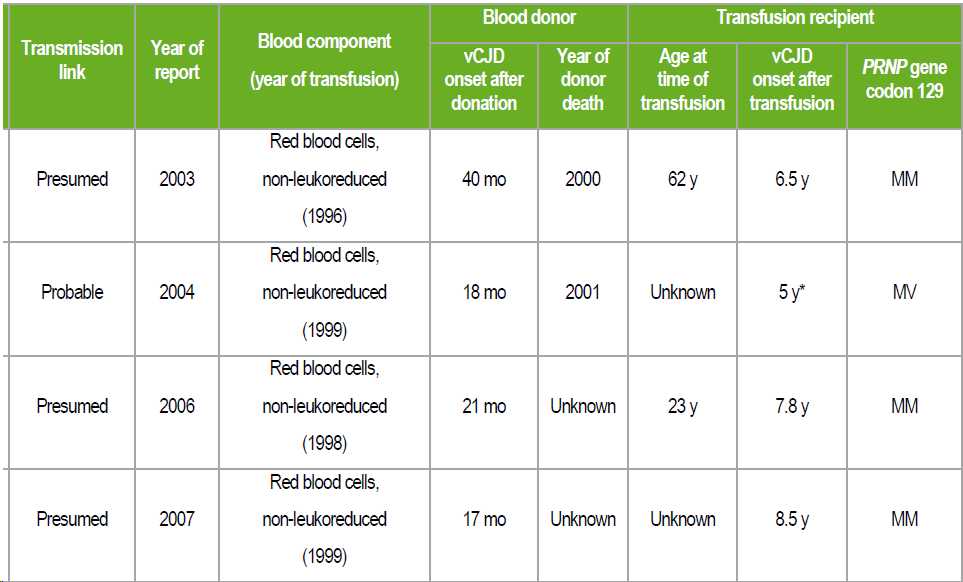 Transmission link
Year of report
Blood component
(year of transfusion)
Blood donor
Transfusion recipient
vCJD onset after donation
Year of donor death
Age at time of transfusion
vCJD onset after transfusion
PRNP gene codon 129
Presumed
2003
Red blood cells,
non-leukoreduced
(1996)
40 mo
2000
62 y
6.5 y
MM
Probable
2004
Red blood cells,
non-leukoreduced
(1999)
18 mo
2001
Unknown
5 y*
MV
Presumed
2006
Red blood cells,
non-leukoreduced
(1998)
21 mo
Unknown
23 y
7.8 y
MM
Presumed
2007
Red blood cells,
non-leukoreduced
(1999)
17 mo
Unknown
Unknown
8.5 y
MM